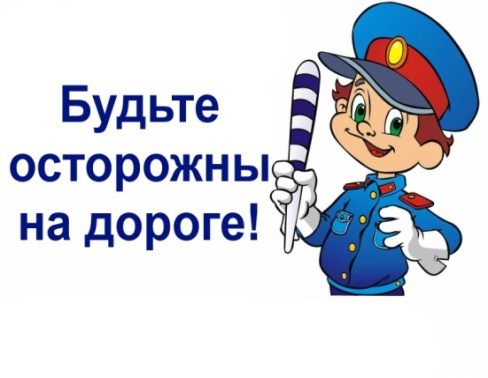 Будьте
осторожны
на дороге!